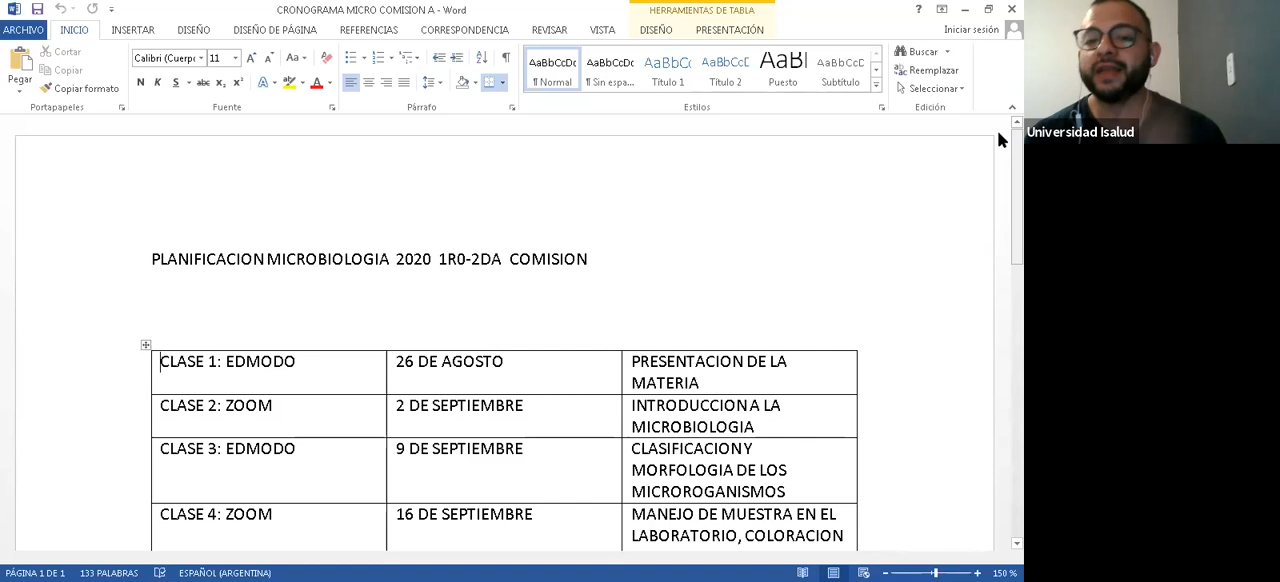 CRONOGRAMA MICRO COMISION A - Word
HERRAMIENTAS DE TABLA
ARCHIVO INICIO INSERTAR DISEÑO DISEÑO DE PÁGINA REFERENCIAS CORRESPONDENCIA REVISAR VISTA DISEÑO PRESENTACIÓN Iniciar sesión
Pegar
Cortar
Copiar
Copiar formato
Portapapeles
Calibri (Cuerpo 11
N K S abc x₂ x²
Fuente
Párrafo
AaBbCcDc
¶ Normal
AaBbCcDc
¶ Sin espa...
AaBbCc
Título 1
AaBbCcD
Título 2
AaB
Puesto
AaBbCcD
Subtítulo
Estilos
Buscar
Reemplazar
Seleccionar
Edición
Universidad Isalud
PLANIFICACION MICROBIOLOGIA 2020 1R0-2DA COMISION
CLASE 1: EDMODO 26 DE AGOSTO PRESENTACION DE LA
MATERIA
CLASE 2: ZOOM 2 DE SEPTIEMBRE INTRODUCCION A LA
MICROBIOLOGIA
CLASE 3: EDMODO 9 DE SEPTIEMBRE CLASIFICACION Y
MORFOLOGIA DE LOS
MICROROGANISMOS
CLASE 4: ZOOM 16 DE SEPTIEMBRE MANEJO DE MUESTRA EN EL
LABORATORIO, COLORACION
PÁGINA 1 DE 1 133 PALABRAS ESPAÑOL (ARGENTINA) 150 %